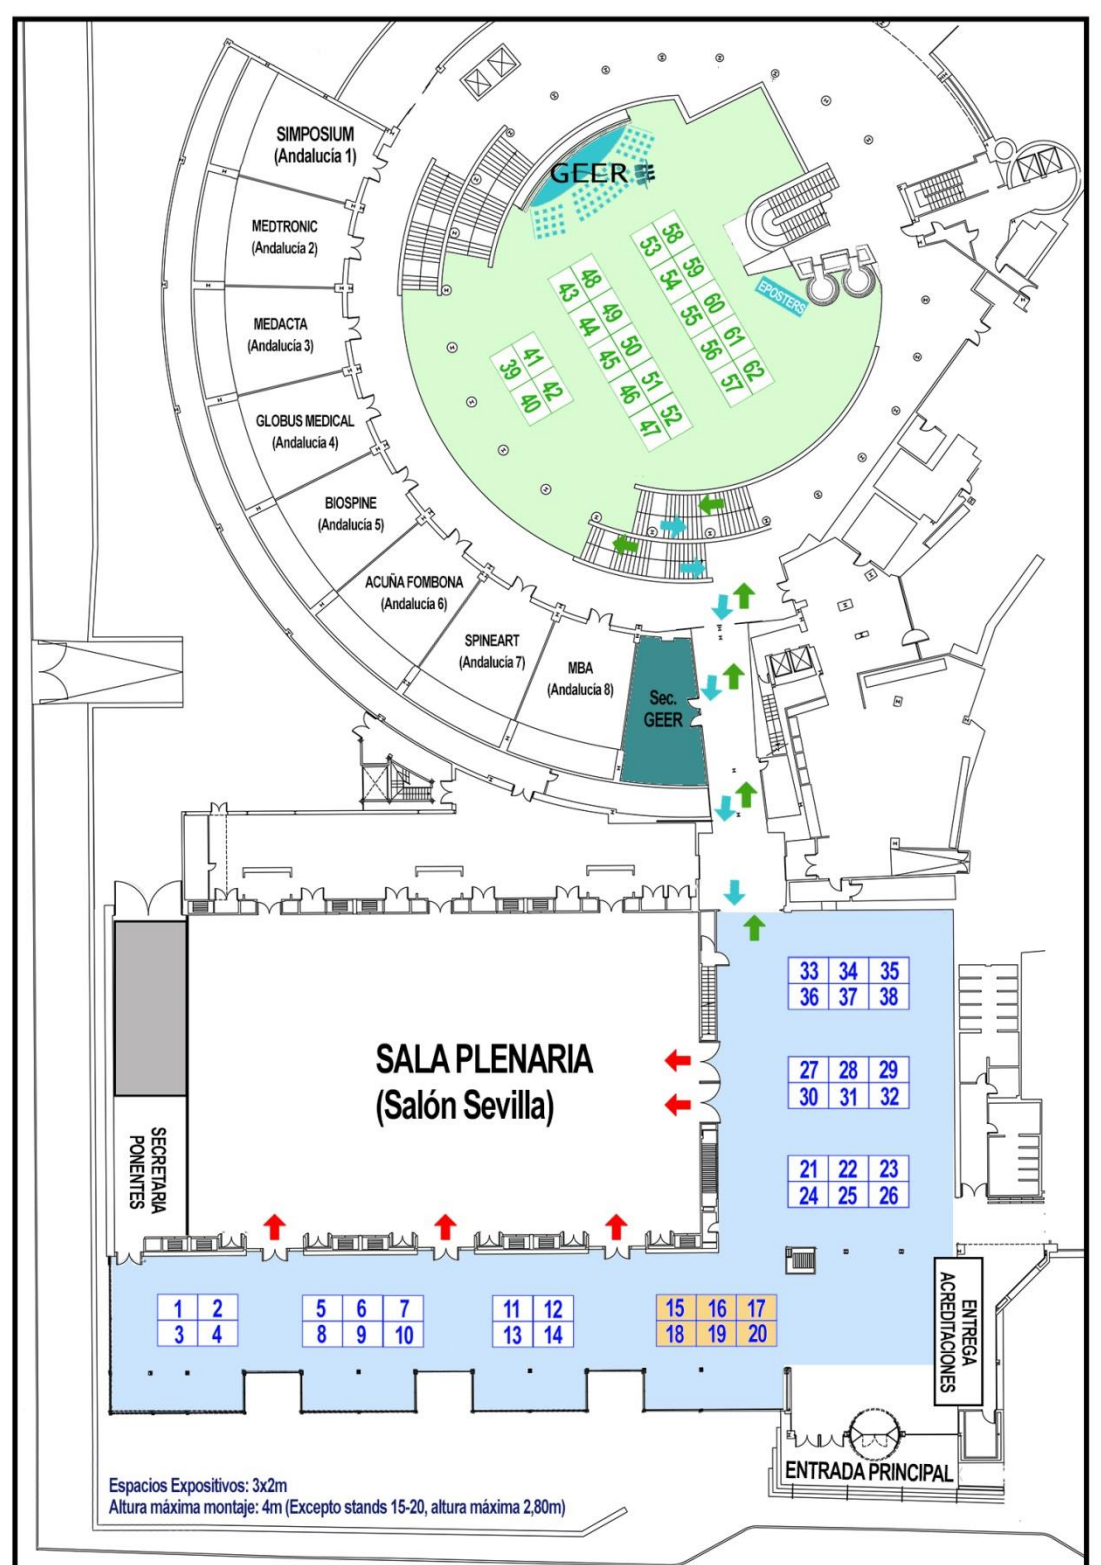 SIMPOSIUM
(Andalucía 1)
MEDTRONIC
(Andalucía 2)
MEDACTA
(Andalucía 3)
GLOBUS MEDICAL
(Andalucía 4)
BIOSPINE
(Andalucía 5)
ACUÑA FOMBONA
(Andalucía 6)
SPINEART
(Andalucía 7)
MBA
(Andalucía 8)
Sec.
GEER
GEER
EPOSTERS
53 58
54 59
55 60
56 61
57 62
43 48
44 49
45 50
46 51
47 52
39 41
40 42
33 34 35
36 37 38
27 28 29
30 31 32
21 22 23
24 25 26
SALA PLENARIA
(Salón Sevilla)
SECRETARIA
PONENTES
1 2
3 4
5 6 7
8 9 10
11 12
13 14
15 16 17
18 19 20
ENTREGA
ACREDITACIONES
ENTRADA PRINCIPAL
Espacios Expositivos: 3x2m
Altura máxima montaje: 4m (Excepto stands 15-20, altura máxima 2,80m)